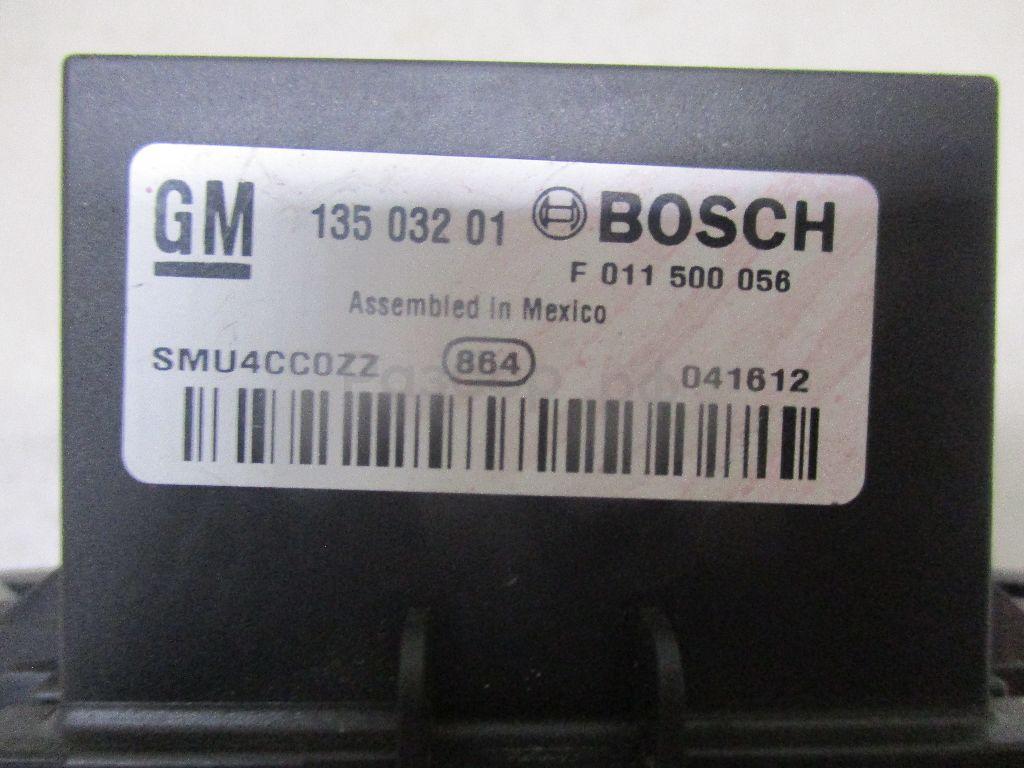 GM 135 032 01 BOSCH
F 011 500 056
Assembled in Mexico
SMU4CC0ZZ 864 041612